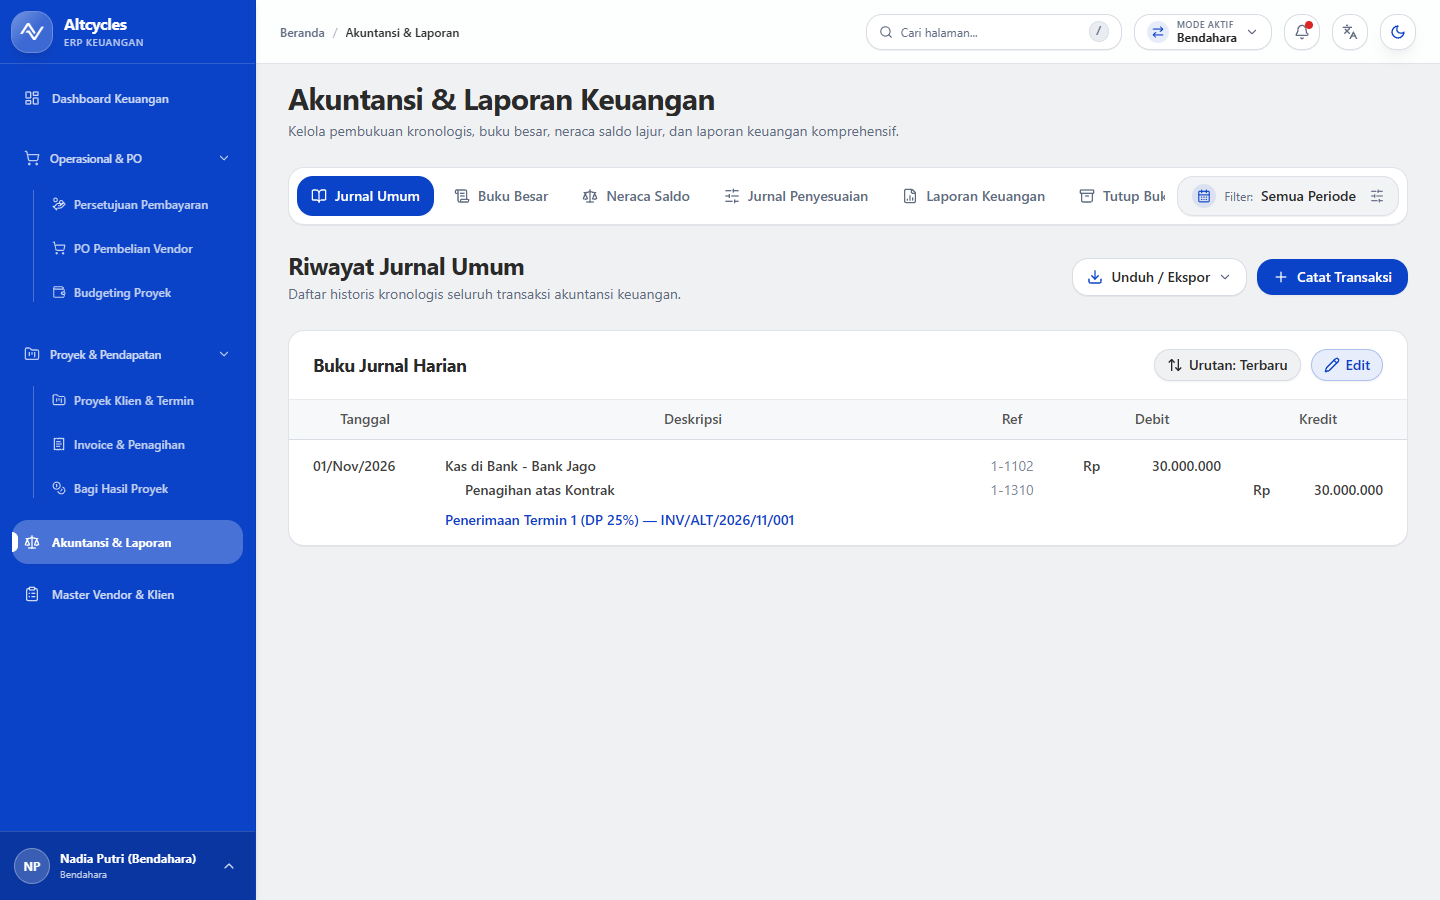 Altcycles
ERP KEUANGAN
Dashboard Keuangan
Operasional & PO
Persetujuan Pembayaran
PO Pembelian Vendor
Budgeting Proyek
Proyek & Pendapatan
Proyek Klien & Termin
Invoice & Penagihan
Bagi Hasil Proyek
Akuntansi & Laporan
Master Vendor & Klien
NP
Nadia Putri (Bendahara)
Bendahara
Beranda / Akuntansi & Laporan
Cari halaman... /
MODE AKTIF
Bendahara
Akuntansi & Laporan Keuangan
Kelola pembukuan kronologis, buku besar, neraca saldo lajur, dan laporan keuangan komprehensif.
Jurnal Umum Buku Besar Neraca Saldo Jurnal Penyesuaian Laporan Keuangan Tutup Buk Filter: Semua Periode
Riwayat Jurnal Umum
Daftar historis kronologis seluruh transaksi akuntansi keuangan.
Unduh / Ekspor Catat Transaksi
Buku Jurnal Harian
Urutan: Terbaru Edit
Tanggal Deskripsi Ref Debit Kredit
01/Nov/2026 Kas di Bank - Bank Jago 1-1102 Rp 30.000.000
Penagihan atas Kontrak 1-1310 Rp 30.000.000
Penerimaan Termin 1 (DP 25%) — INV/ALT/2026/11/001